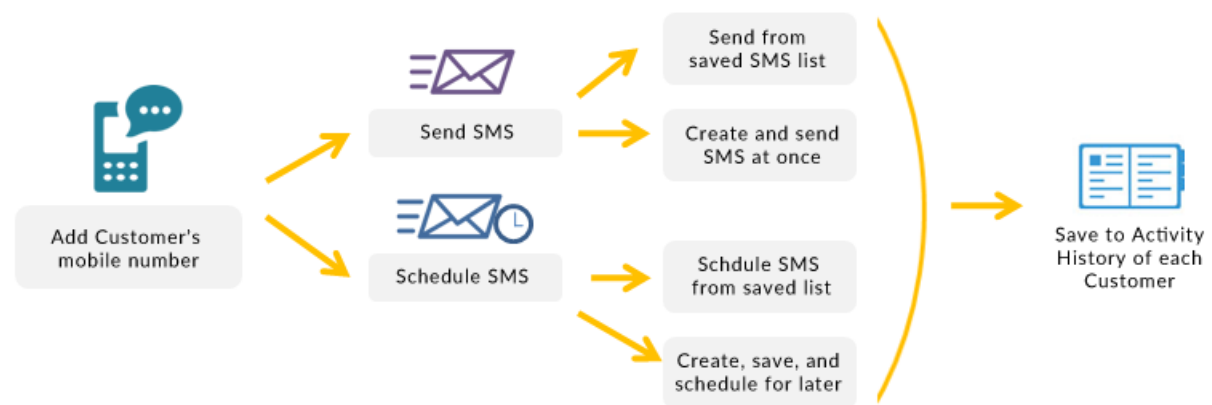 Add Customer's
mobile number
Send SMS
Schedule SMS
Send from
saved SMS list
Create and send
SMS at once
Schdule SMS
from saved list
Create, save, and
schedule for later
Save to Activity
History of each
Customer